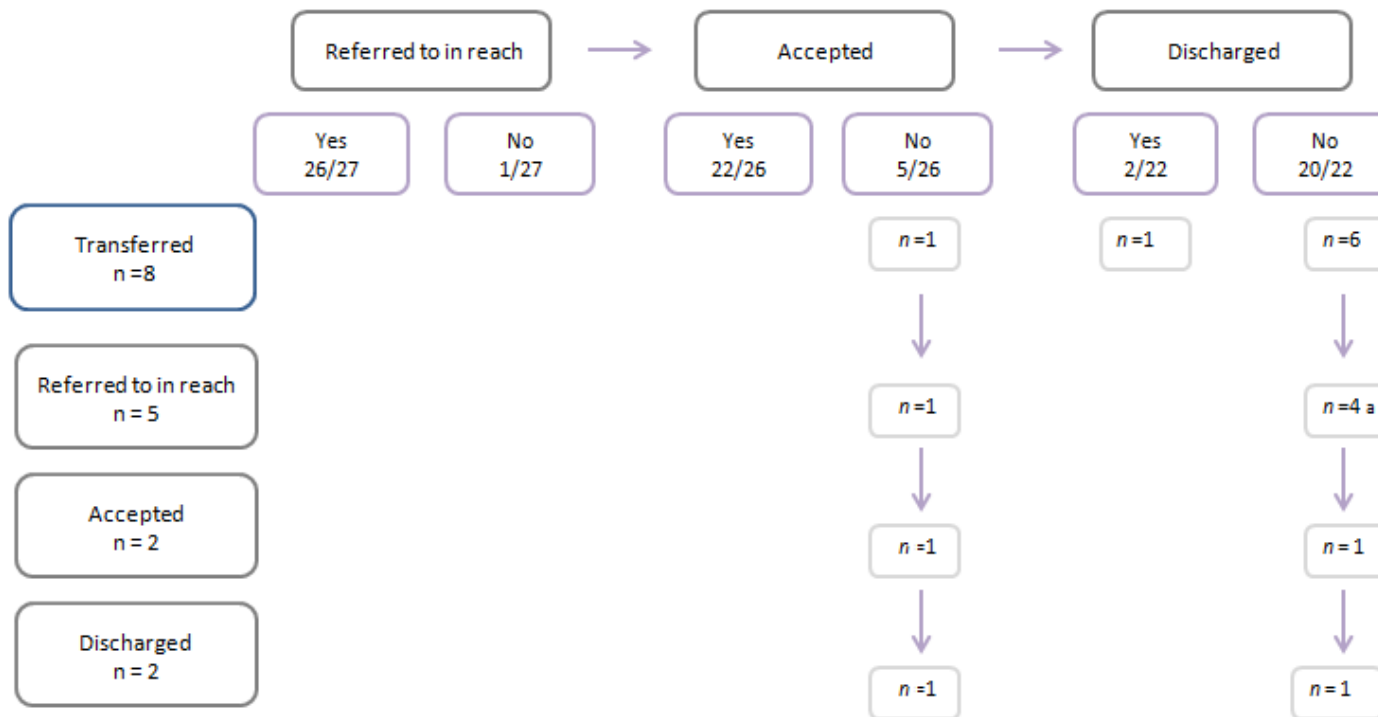 Referred to in reach
Accepted
Discharged
Yes
26/27
No
1/27
Yes
22/26
No
5/26
Yes
2/22
No
20/22
Transferred
n =8
n =1
n =1
n =6
Referred to in reach
n = 5
n =1
n =4 a
Accepted
n = 2
n =1
n = 1
Discharged
n = 2
n =1
n = 1